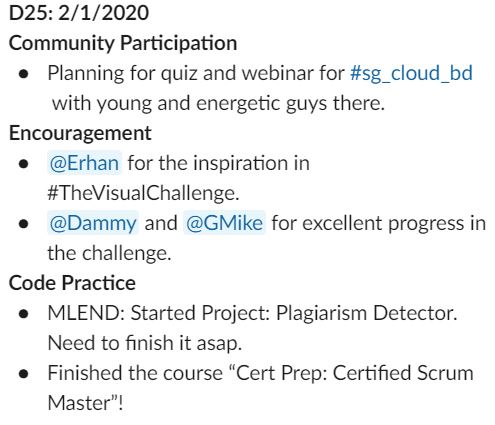 D25: 2/1/2020
Community Participation
● Planning for quiz and webinar for #sg_cloud_bd
with young and energetic guys there.
Encouragement
● @Erhan for the inspiration in
#TheVisualChallenge.
● @Dammy and @GMike for excellent progress in
the challenge.
Code Practice
● MLEND: Started Project: Plagiarism Detector.
Need to finish it asap.
● Finished the course “Cert Prep: Certified Scrum
Master”!